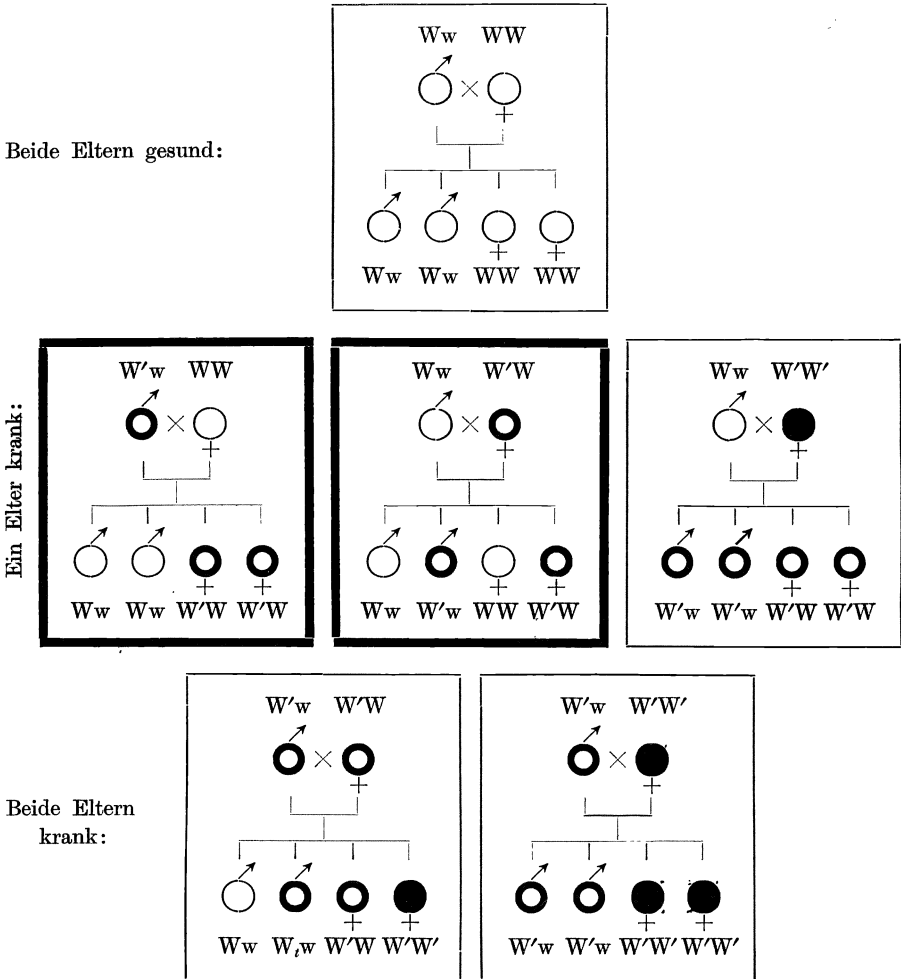 Ww WW
Beide Eltern gesund:
Ww Ww WW WW
Ein Elter krank:
W'w WW
Ww Ww W'W W'W
Ww W'W
Ww W'w WW W'W
Ww W'W'
W'w W'w W'W W'W
W'w W'W
W'w W'W'
Beide Eltern
krank:
Ww W,w W'W W'W'
W'w W'w W'W' W'W'